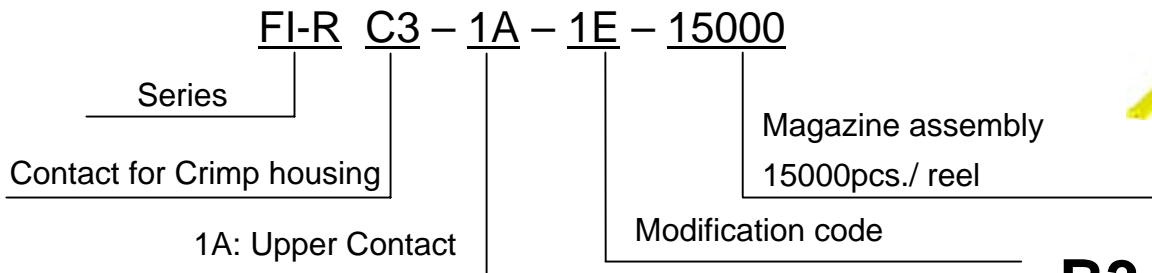 FI-R C3 – 1A – 1E – 15000
Series
Magazine assembly
Contact for Crimp housing
15000pcs./ reel
1A: Upper Contact
Modification code